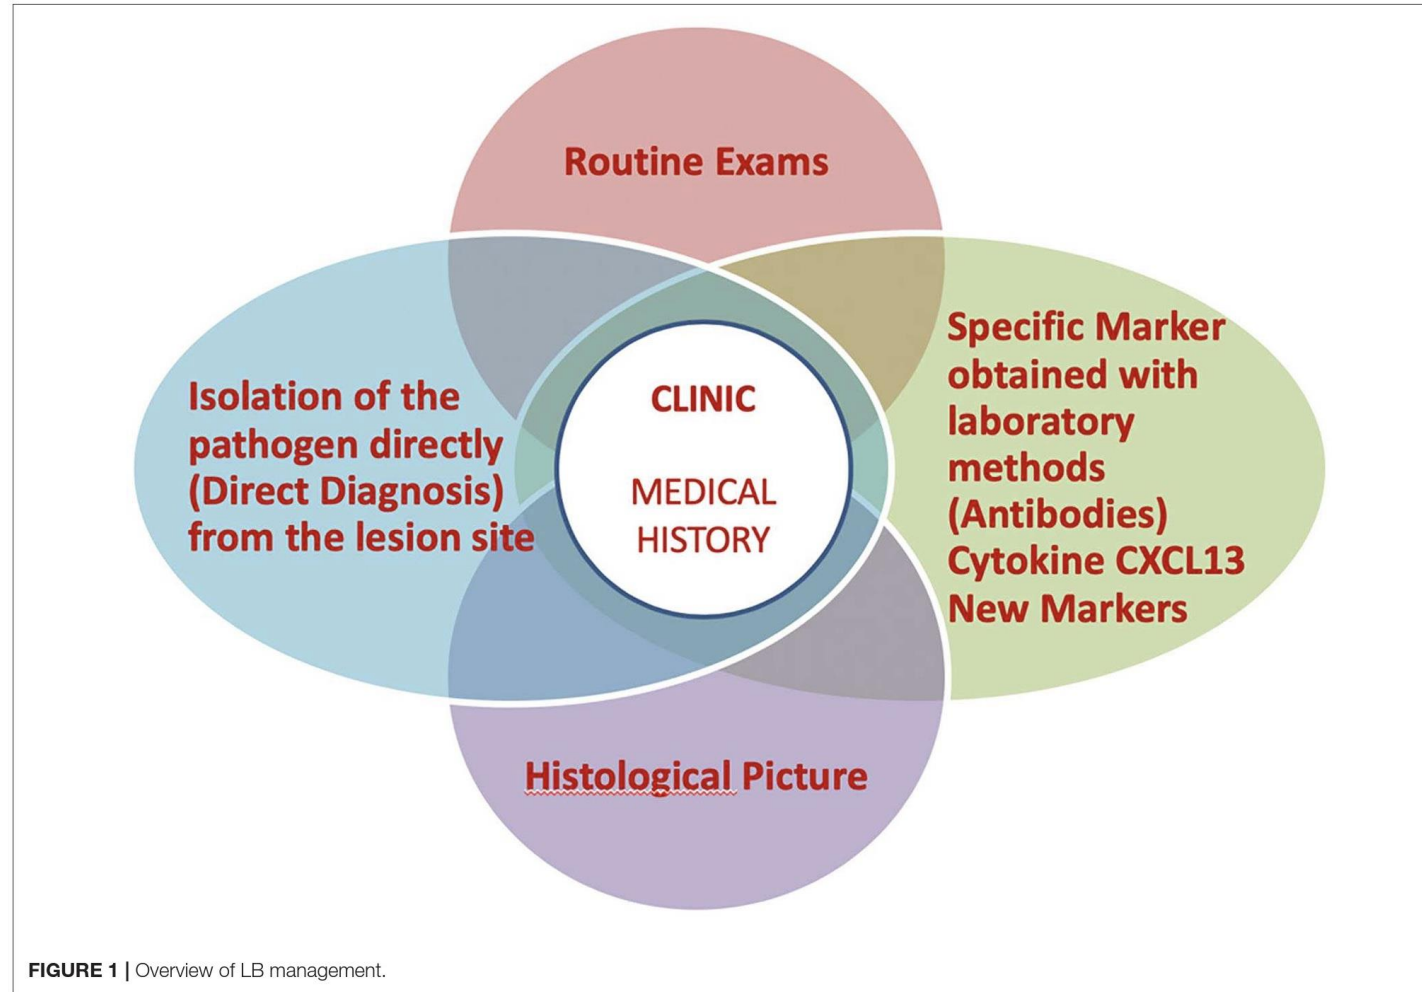 Routine Exams
Isolation of the
pathogen directly
(Direct Diagnosis)
from the lesion site
CLINIC
MEDICAL
HISTORY
Specific Marker
obtained with
laboratory
methods
(Antibodies)
Cytokine CXCL13
New Markers
Histological Picture
FIGURE 1 | Overview of LB management.